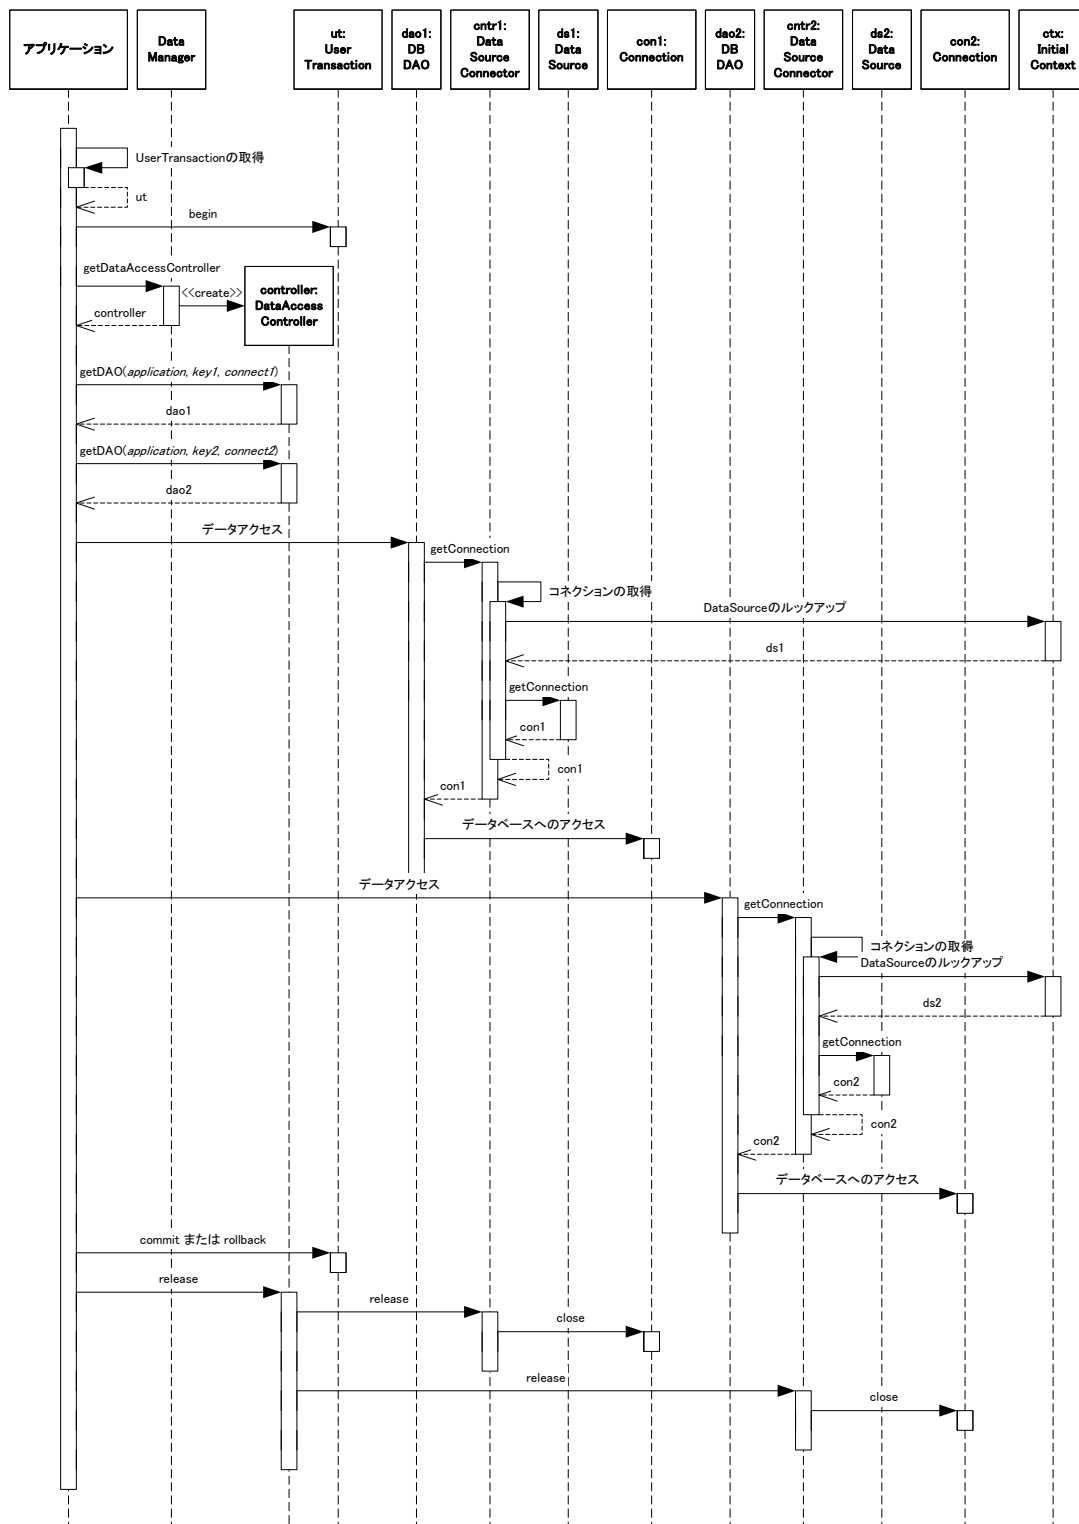 アプリケーション
Data
Manager
ut:
User
Transaction
dao1:
DB
DAO
cntr1:
Data
Source
Connector
ds1:
Data
Source
con1:
Connection
dao2:
DB
DAO
cntr2:
Data
Source
Connector
ds2:
Data
Source
con2:
Connection
ctx:
Initial
Context
UserTransactionの取得
ut
begin
getDataAccessController
<<create>>
controller:
DataAccess
Controller
controller
getDAO(application, key1, connect1)
dao1
getDAO(application, key2, connect2)
dao2
データアクセス
getConnection
コネクションの取得
DataSourceのルックアップ
ds1
getConnection
con1
con1
con1
データベースへのアクセス
データアクセス
getConnection
コネクションの取得
DataSourceのルックアップ
ds2
getConnection
con2
con2
con2
データベースへのアクセス
commit または rollback
release
release
close
release
close